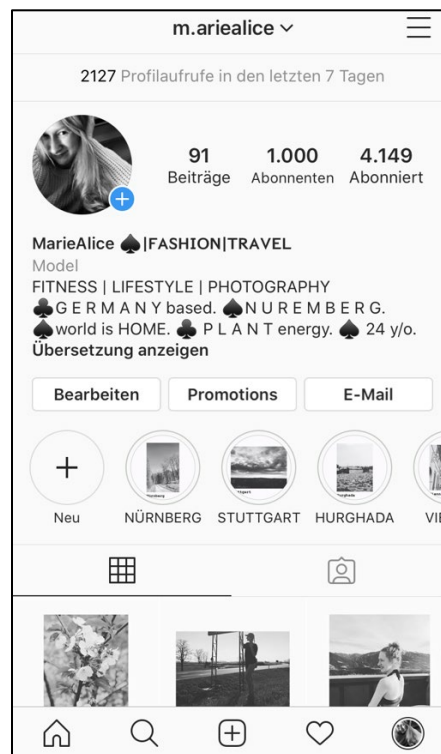 m.ariealice
2127 Profilaufrufe in den letzten 7 Tagen
91 1.000 4.149
Beiträge Abonnenten Abonniert
MarieAlice ♠|FASHION|TRAVEL
Model
FITNESS | LIFESTYLE | PHOTOGRAPHY
♣G E R M A N Y based. ♠N U R E M B E R G.
♠world is HOME. ♣ P L A N T energy. ♠ 24 y/o.
Übersetzung anzeigen
Bearbeiten Promotions E-Mail
Neu NÜRNBERG STUTTGART HURGHADA VI